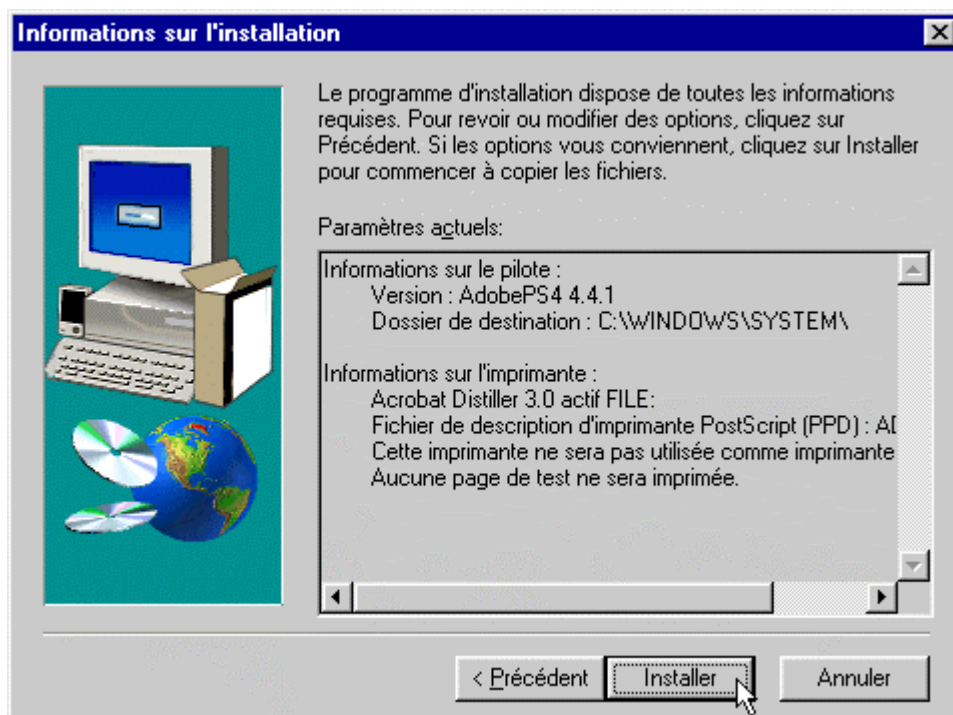 Informations sur l'installation
Le programme d'installation dispose de toutes les informations
requises. Pour revoir ou modifier des options, cliquez sur
Précédent. Si les options vous conviennent, cliquez sur Installer
pour commencer à copier les fichiers.
Paramètres actuels:
Informations sur le pilote :
Version : AdobePS4 4.4.1
Dossier de destination : C:\WINDOWS\SYSTEM\
Informations sur l'imprimante :
Acrobat Distiller 3.0 actif FILE:
Fichier de description d'imprimante PostScript (PPD) :
Cette imprimante ne sera pas utilisée comme imprimante
Aucune page de test ne sera imprimée.
< Précédent
Installer
Annuler